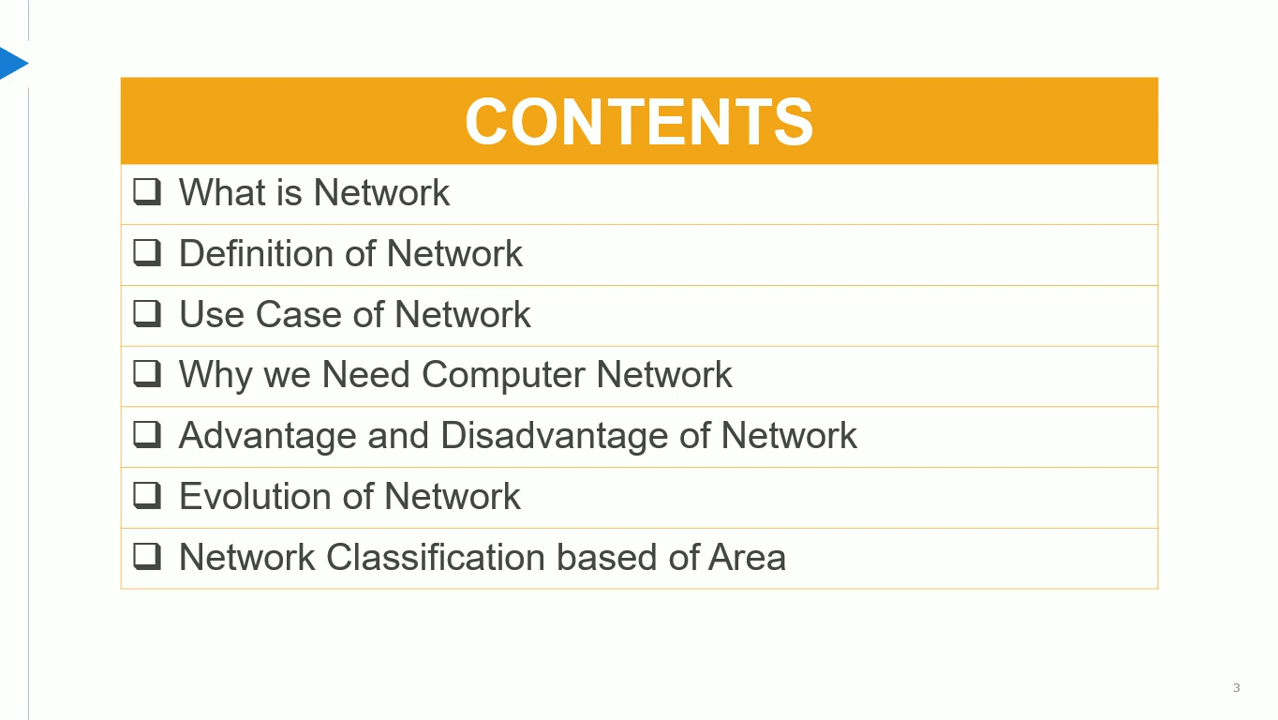 CONTENTS
❑ What is Network
❑ Definition of Network
❑ Use Case of Network
❑ Why we Need Computer Network
❑ Advantage and Disadvantage of Network
❑ Evolution of Network
❑ Network Classification based of Area
3